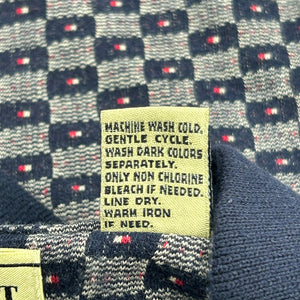 MACHINE WASH COLD.
GENTLE CYCLE.
WASH DARK COLORS
SEPARATELY.
ONLY NON CHLORINE
BLEACH IF NEEDED.
LINE DRY.
WARM IRON
IF NEED.
T